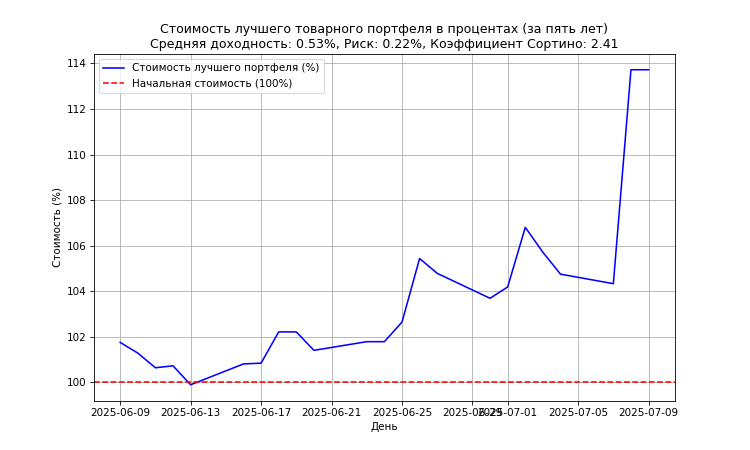 Стоимость лучшего товарного портфеля в процентах (за пять лет)
Средняя доходность: 0.53%, Риск: 0.22%, Коэффициент Сортино: 2.41
Стоимость лучшего портфеля (%)
Начальная стоимость (100%)
Стоимость (%)
114
112
110
108
106
104
102
100
2025-06-09 2025-06-13 2025-06-17 2025-06-21 2025-06-25 2025-06-29 2025-07-01 2025-07-05 2025-07-09
День